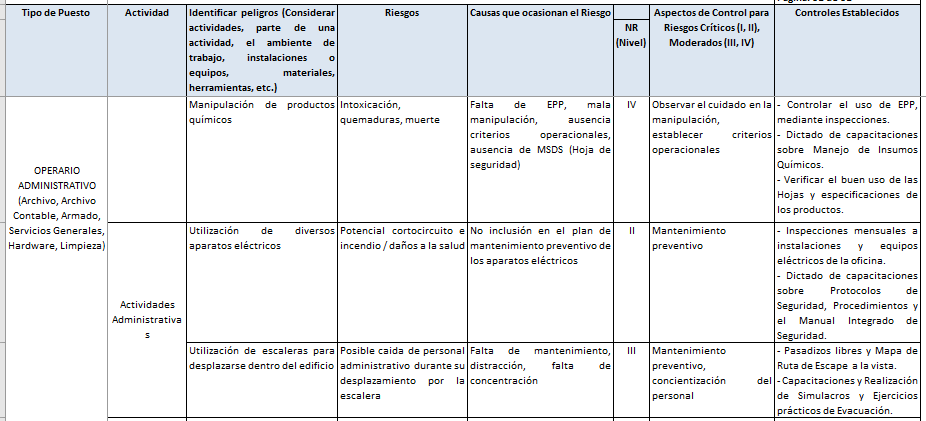 Tipo de Puesto
Actividad
Identificar peligros (Considerar
actividades, parte de una
actividad, el ambiente de
trabajo, instalaciones o
equipos, materiales,
herramientas, etc.)
Riesgos
Causas que ocasionan el Riesgo
NR
(Nivel)
Aspectos de Control para
Riesgos Críticos (I, II),
Moderados (III, IV)
Controles Establecidos
OPERARIO
ADMINISTRATIVO
(Archivo, Archivo
Contable, Armado,
Servicios Generales,
Hardware, Limpieza)
Manipulación de productos
químicos
Intoxicación,
quemaduras, muerte
Falta de EPP, mala
manipulación, ausencia
criterios operacionales,
ausencia de MSDS (Hoja de
seguridad)
IV
Observar el cuidado en la
manipulación,
establecer criterios
operacionales
- Controlar el uso de EPP,
mediante inspecciones.
- Dictado de capacitaciones
sobre Manejo de Insumos
Químicos.
- Verificar el buen uso de las
Hojas y especificaciones de
los productos.
Actividades
Administrativa
s
Utilización de diversos
aparatos eléctricos
Potencial cortocircuito e
incendio / daños a la salud
No inclusión en el plan de
mantenimiento preventivo de
los aparatos eléctricos
II
Mantenimiento
preventivo
- Inspecciones mensuales a
instalaciones y equipos
eléctricos de la oficina.
- Dictado de capacitaciones
sobre Protocolos de
Seguridad, Procedimientos y
el Manual Integrado de
Seguridad.
Utilización de escaleras para
desplazarse dentro del edificio
Posible caida de personal
administrativo durante su
desplazamiento por la
escalera
Falta de mantenimiento,
distracción, falta de
concentración
III
Mantenimiento
preventivo,
concientización del
personal
- Pasadizos libres y Mapa de
Ruta de Escape a la vista.
- Capacitaciones y Realización
de Simulacros y Ejercicios
prácticos de Evacuación.